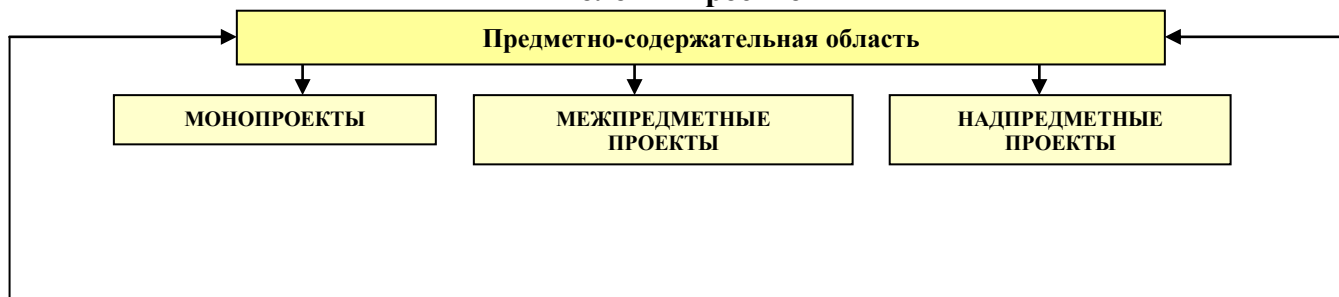 Предметно-содержательная область
МОНОПРОЕКТЫ
МЕЖПРЕДМЕТНЫЕ
ПРОЕКТЫ
НАДПРЕДМЕТНЫЕ
ПРОЕКТЫ